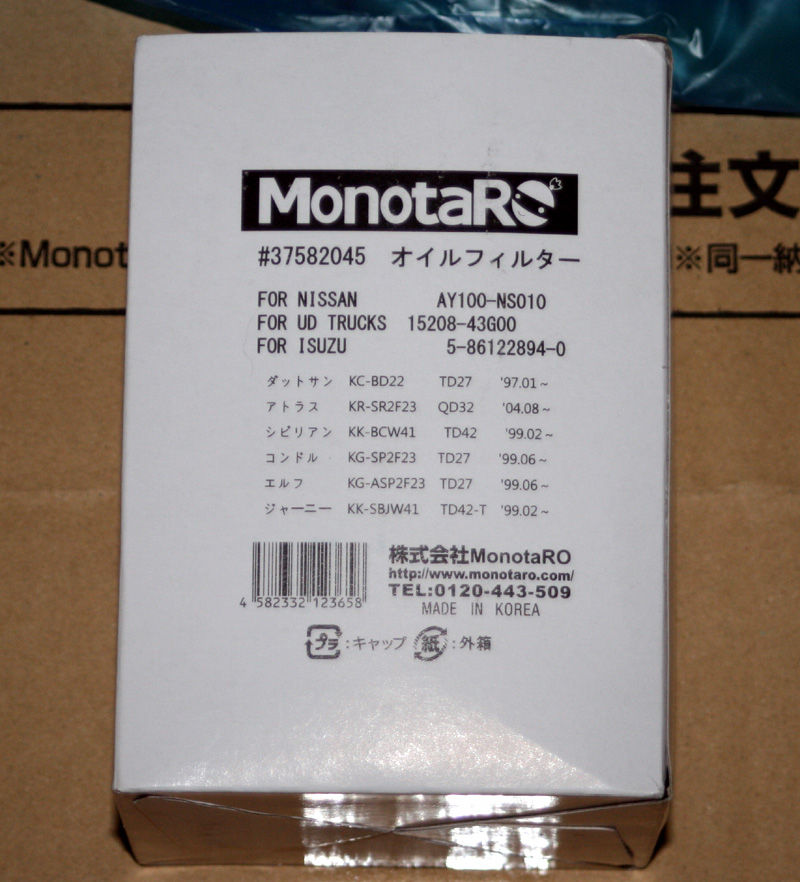 主文
※Monot
※同一納
MonotaRO
#37582045 オイルフィルター
FOR NISSAN AY100-NS010
FOR UD TRUCKS 15208-43G00
FOR ISUZU 5-86122894-0
ダットサン KC-BD22 TD27 '97.01~
アトラス KR-SR2F23 QD32 '04.08~
シビリアン KK-BCW41 TD42 '99.02~
コンドル KG-SP2F23 TD27 '99.06~
エルフ KG-ASP2F23 TD27 '99.06~
ジャーニー KK-SBJW41 TD42-T '99.02~
株式会社MonotaRO
http://www.monotaro.com/
TEL:0120-443-509
MADE IN KOREA
4 582332 123658
プラ:キャップ 紙:外箱